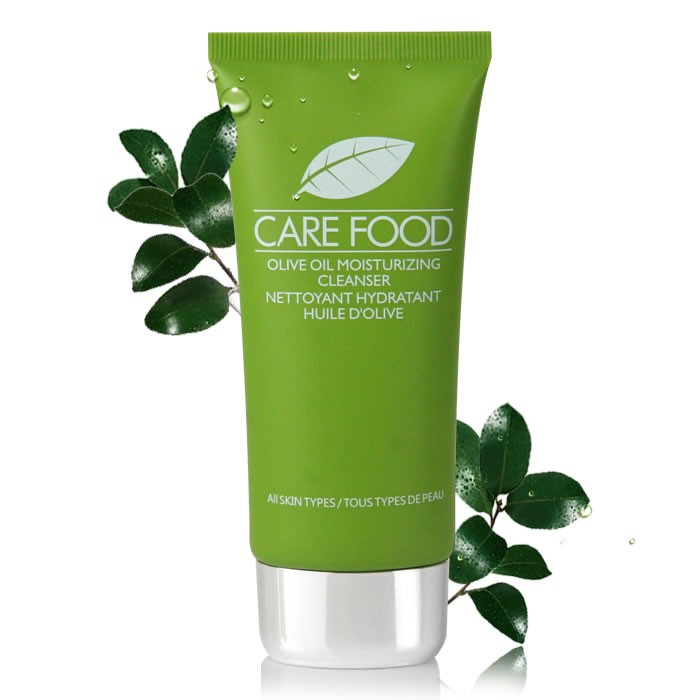 CARE FOOD
OLIVE OIL MOISTURIZING
CLEANSER
NETTOYANT HYDRATANT
HUILE D'OLIVE
All SKIN TYPES / TOUS TYPES DE PEAU